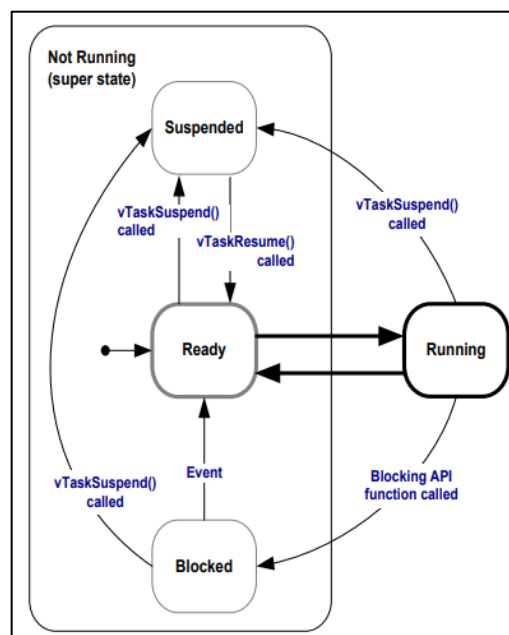 Not Running
(super state)
Suspended
vTaskSuspend()
called
vTaskResume()
called
vTaskSuspend()
called
Ready
Running
Event
vTaskSuspend()
called
Blocking API
function called
Blocked